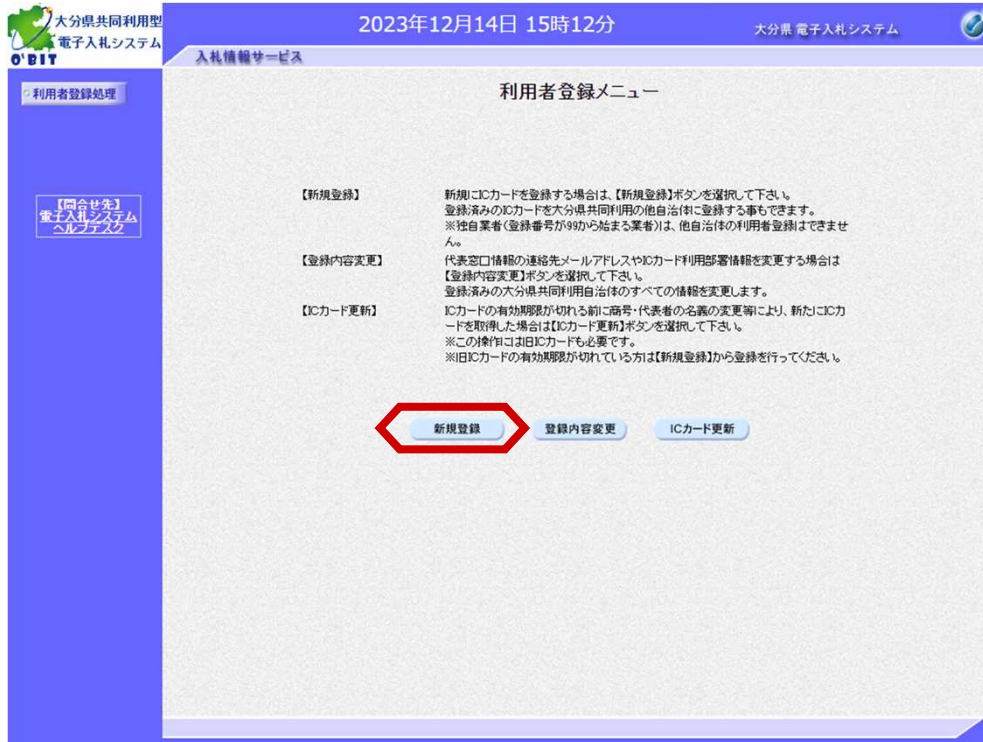 大分県共同利用型
電子入札システム
O'BIT
2023年12月14日 15時12分
大分県 電子入札システム
入札情報サービス
利用者登録処理
利用者登録メニュー
【問合せ先】
電子入札システム
ヘルプデスク
【新規登録】
新規にICカードを登録する場合は、【新規登録】ボタンを選択して下さい。
登録済みのICカードを大分県共同利用の他自治体に登録する事もできます。
※独自業者(登録番号が99から始まる業者)は、他自治体の利用者登録はできませ
ん。
【登録内容変更】
代表窓口情報の連絡先メールアドレスやICカード利用部署情報を変更する場合は
【登録内容変更】ボタンを選択して下さい。
登録済みの大分県共同利用自治体のすべての情報を変更します。
【ICカード更新】
ICカードの有効期限が切れる前に商号・代表者の名義の変更等により、新たにICカ
ードを取得した場合は【ICカード更新】ボタンを選択して下さい。
※この操作には旧ICカードも必要です。
※旧ICカードの有効期限が切れている方は【新規登録】から登録を行ってください。
新規登録
登録内容変更
ICカード更新